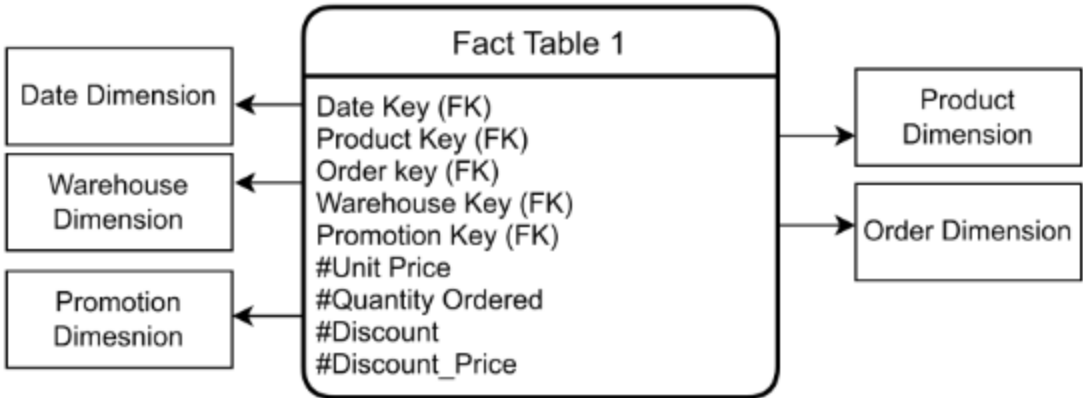 Fact Table 1
Date Dimension
Warehouse
Dimension
Promotion
Dimesnion
Date Key (FK)
Product Key (FK)
Order key (FK)
Warehouse Key (FK)
Promotion Key (FK)
#Unit Price
#Quantity Ordered
#Discount
#Discount_Price
Product
Dimension
Order Dimension